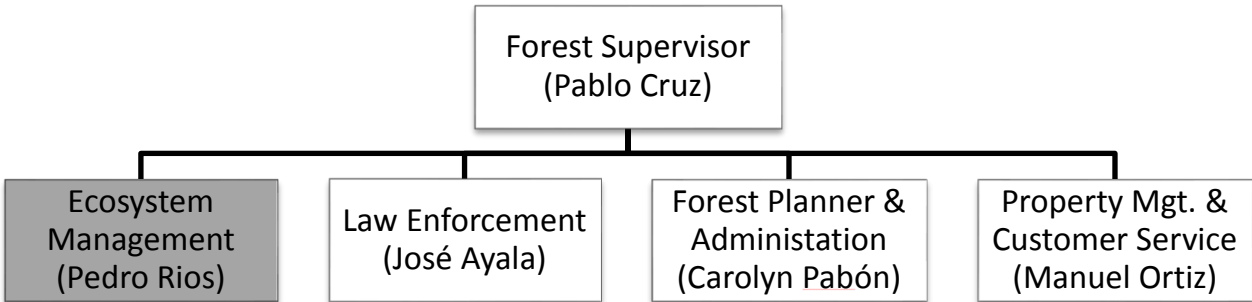 Forest Supervisor
(Pablo Cruz)
Ecosystem
Management
(Pedro Rios)
Law Enforcement
(José Ayala)
Forest Planner &
Administation
(Carolyn Pabón)
Property Mgt. &
Customer Service
(Manuel Ortiz)